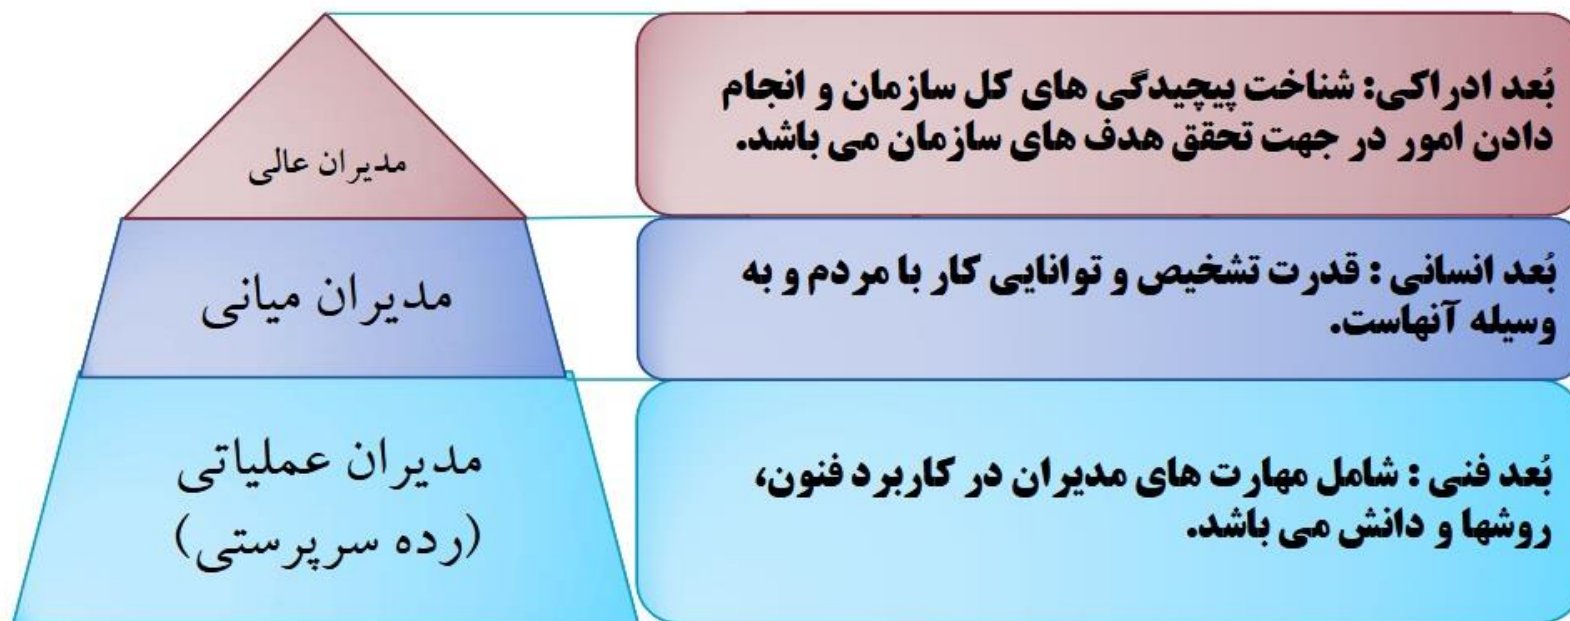 مدیران عالی
بُعد ادراکی: شناخت پیچیدگی های کل سازمان و انجام
دادن امور در جهت تحقق هدف های سازمان می باشد.
مدیران میانی
بُعد انسانی : قدرت تشخیص و توانایی کار با مردم و به
وسیله آنهاست.
مدیران عملیاتی
(رده سرپرستی)
بُعد فنی : شامل مهارت های مدیران در کاربرد فنون،
روشها و دانش می باشد.